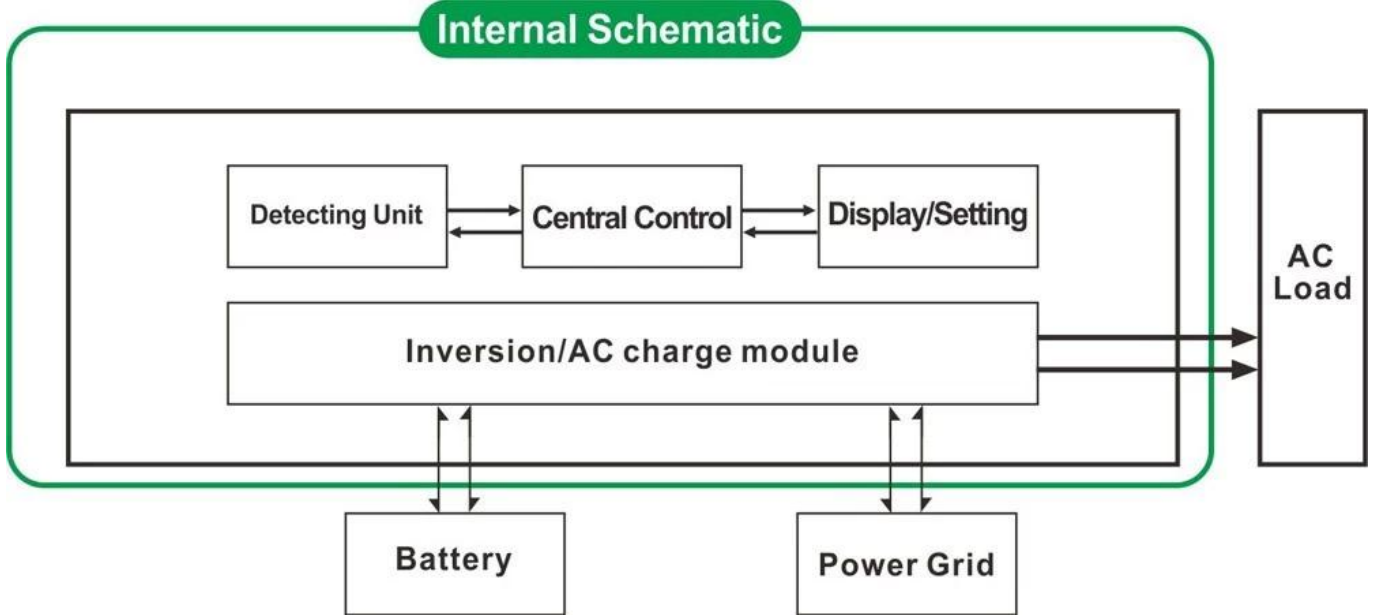 Internal Schematic
Detecting Unit
Central Control
Display/Setting
AC
Load
Inversion/AC charge module
Battery
Power Grid